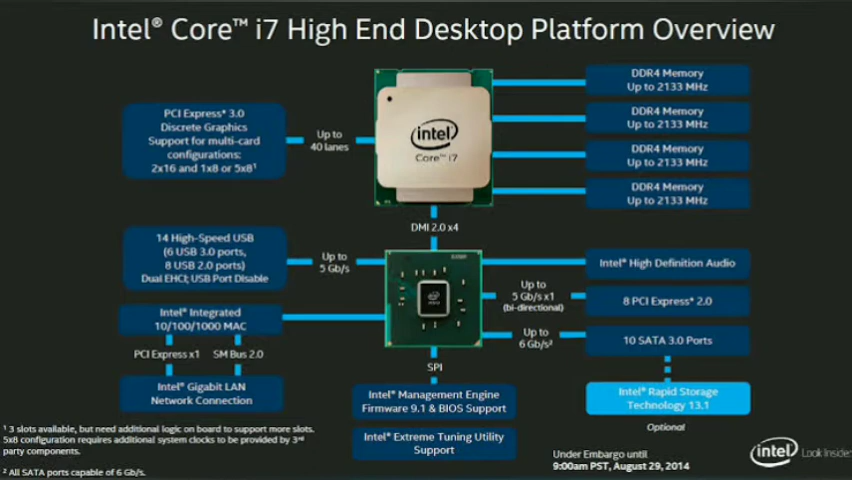 Intel® Core™ i7 High End Desktop Platform Overview
PCI Express* 3.0
Discrete Graphics
Support for multi-card
configurations:
2x16 and 1x8 or 5x8¹
Up to
40 lanes
intel
Core™ i7
DDR4 Memory
Up to 2133 MHz
DDR4 Memory
Up to 2133 MHz
DDR4 Memory
Up to 2133 MHz
DDR4 Memory
Up to 2133 MHz
DMI 2.0 x4
14 High-Speed USB
(6 USB 3.0 ports,
8 USB 2.0 ports)
Dual EHCI; USB Port Disable
Up to
5 Gb/s
Intel® High Definition Audio
Up to
5 Gb/s x1
(bi-directional)
8 PCI Express* 2.0
Intel® Integrated
10/100/1000 MAC
Up to
6 Gb/s²
10 SATA 3.0 Ports
PCI Express x1
SM Bus 2.0
SPI
Intel® Gigabit LAN
Network Connection
Intel® Management Engine
Firmware 9.1 & BIOS Support
Intel® Rapid Storage
Technology 13.1
Optional
Intel® Extreme Tuning Utility
Support
¹ 3 slots available, but need additional logic on board to support more slots.
5x8 configuration requires additional system clocks to be provided by 3rd
party components.
² All SATA ports capable of 6 Gb/s.
Under Embargo until
9:00am PST, August 29, 2014
intel Look Inside